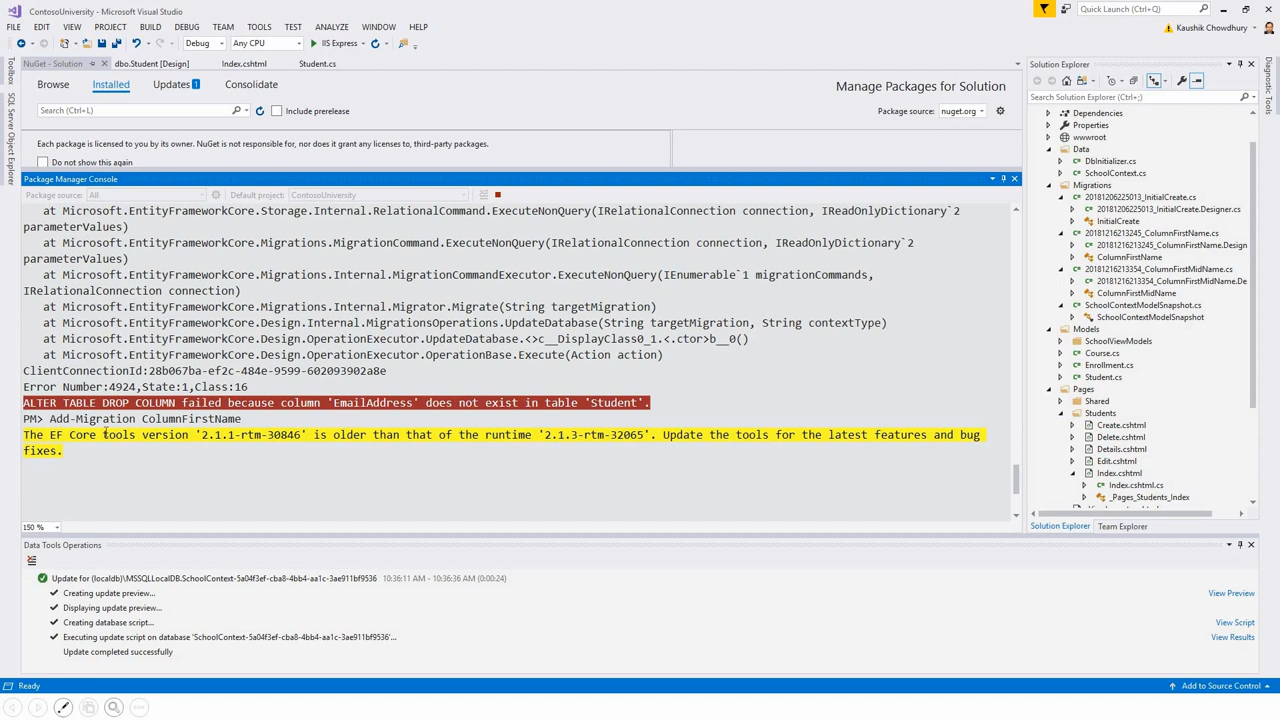 ContosoUniversity - Microsoft Visual Studio
Quick Launch (Ctrl+Q)
FILE EDIT VIEW PROJECT BUILD DEBUG TEAM TOOLS TEST ANALYZE WINDOW HELP
Kaushik Chowdhury
Debug Any CPU IIS Express
NuGet - Solution dbo.Student [Design] Index.cshtml Student.cs
Browse Installed Updates 1 Consolidate
Manage Packages for Solution
Search (Ctrl+L)
Include prerelease
Package source: nuget.org
Each package is licensed to you by its owner. NuGet is not responsible for, nor does it grant any licenses to, third-party packages.
Do not show this again
Package Manager Console
Package source: All Default project: ContosoUniversity
at Microsoft.EntityFrameworkCore.Storage.Internal.RelationalCommand.ExecuteNonQuery(IRelationalConnection connection, IReadOnlyDictionary`2
parameterValues)
at Microsoft.EntityFrameworkCore.Migrations.MigrationCommand.ExecuteNonQuery(IRelationalConnection connection, IReadOnlyDictionary`2
parameterValues)
at Microsoft.EntityFrameworkCore.Migrations.Internal.MigrationCommandExecutor.ExecuteNonQuery(IEnumerable`1 migrationCommands,
IRelationalConnection connection)
at Microsoft.EntityFrameworkCore.Migrations.Internal.Migrator.Migrate(String targetMigration)
at Microsoft.EntityFrameworkCore.Design.Internal.MigrationsOperations.UpdateDatabase(String targetMigration, String contextType)
at Microsoft.EntityFrameworkCore.Design.OperationExecutor.UpdateDatabase.<>c__DisplayClass0_1.<.ctor>b__0()
at Microsoft.EntityFrameworkCore.Design.OperationExecutor.OperationBase.Execute(Action action)
ClientConnectionId:28b067ba-ef2c-484e-9599-602093902a8e
Error Number:4924,State:1,Class:16
ALTER TABLE DROP COLUMN failed because column 'EmailAddress' does not exist in table 'Student'.
PM> Add-Migration ColumnFirstName
The EF Core tools version '2.1.1-rtm-30846' is older than that of the runtime '2.1.3-rtm-32065'. Update the tools for the latest features and bug
fixes.
150 %
Data Tools Operations
Update for (localdb)\MSSQLLocalDB.SchoolContext-5a04f3ef-cba8-4bb4-aa1c-3ae911bf9536 10:36:11 AM - 10:36:36 AM (0:00:24)
Creating update preview...
View Preview
Displaying update preview...
Creating database script...
View Script
Executing update script on database 'SchoolContext-5a04f3ef-cba8-4bb4-aa1c-3ae911bf9536'...
View Results
Update completed successfully
Ready
Add to Source Control
Toolbox
SQL Server Object Explorer
Solution Explorer
Search Solution Explorer (Ctrl+;)
Dependencies
Properties
wwwroot
Data
DbInitializer.cs
SchoolContext.cs
Migrations
20181206225013_InitialCreate.cs
20181206225013_InitialCreate.Designer.cs
InitialCreate
20181216213245_ColumnFirstName.cs
20181216213245_ColumnFirstName.Design
ColumnFirstName
20181216213354_ColumnFirstMidName.cs
20181216213354_ColumnFirstMidName.De
ColumnFirstMidName
SchoolContextModelSnapshot.cs
SchoolContextModelSnapshot
Models
SchoolViewModels
Course.cs
Enrollment.cs
Student.cs
Pages
Shared
Students
Create.cshtml
Delete.cshtml
Details.cshtml
Edit.cshtml
Index.cshtml
Index.cshtml.cs
_Pages_Students_Index
Solution Explorer Team Explorer
Diagnostic Tools